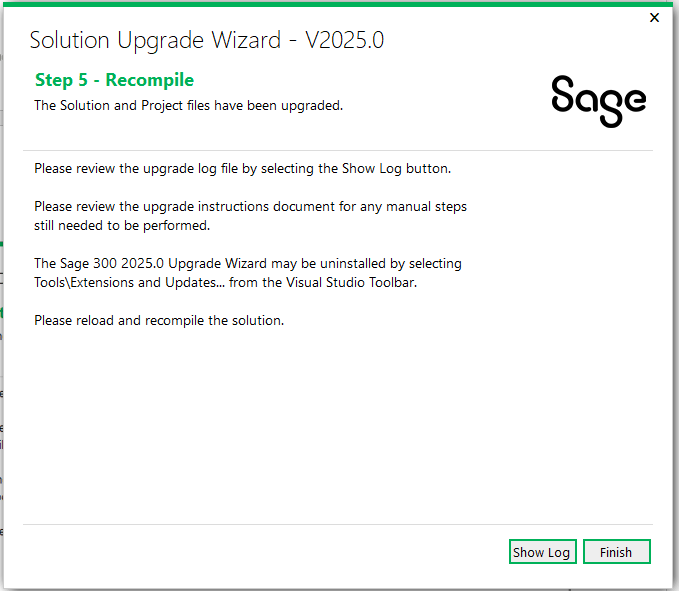 Solution Upgrade Wizard - V2025.0
Step 5 - Recompile
The Solution and Project files have been upgraded.
Sage
Please review the upgrade log file by selecting the Show Log button.
Please review the upgrade instructions document for any manual steps
still needed to be performed.
The Sage 300 2025.0 Upgrade Wizard may be uninstalled by selecting
Tools\Extensions and Updates... from the Visual Studio Toolbar.
Please reload and recompile the solution.
Show Log
Finish